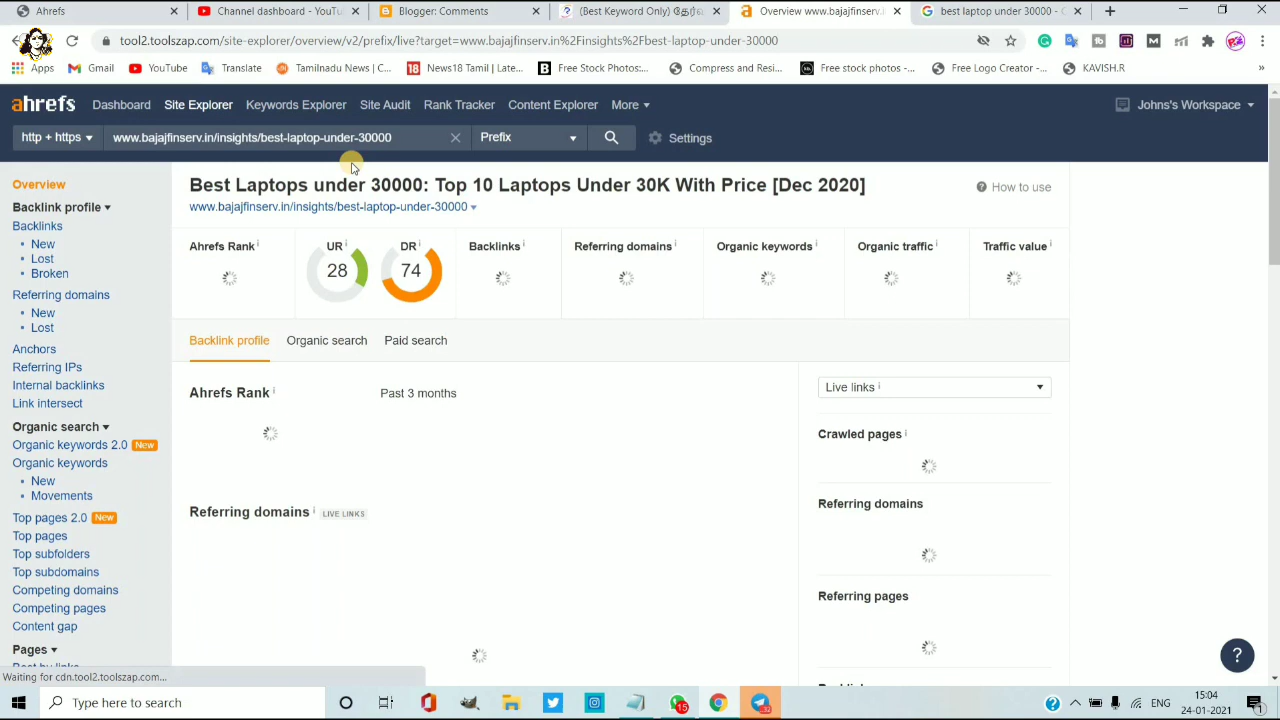 Ahrefs
Channel dashboard - YouTu
Blogger: Comments
Overview www.bajajfinserv.in/
best laptop under 30000 - G
tool2.toolszap.com/site-explorer/overview/v2/prefix/live?target=www.bajajfinserv.in%2Finsights%2Fbest-laptop-under-30000
Apps
Gmail
YouTube
Translate
Tamilnadu News | C...
News18 Tamil | Late...
Free Stock Photos:...
Compress and Resi...
Free stock photos -...
Free Logo Creator -...
KAVISH.R
»
ahrefs
Dashboard
Site Explorer
Keywords Explorer
Site Audit
Rank Tracker
Content Explorer
More
Johns's Workspace
http + https
www.bajajfinserv.in/insights/best-laptop-under-30000
Prefix
Settings
Overview
Backlink profile
Backlinks
New
Lost
Broken
Referring domains
New
Lost
Anchors
Referring IPs
Internal backlinks
Link intersect
Organic search
Organic keywords 2.0 New
Organic keywords
New
Movements
Top pages 2.0 New
Top pages
Top subfolders
Top subdomains
Competing domains
Competing pages
Content gap
Pages
Best by links
Best Laptops under 30000: Top 10 Laptops Under 30K With Price [Dec 2020]
How to use
www.bajajfinserv.in/insights/best-laptop-under-30000
Ahrefs Rank
UR
28
DR
74
Backlinks
Referring domains
Organic keywords
Organic traffic
Traffic value
Backlink profile
Organic search
Paid search
Ahrefs Rank
Past 3 months
Referring domains LIVE LINKS
Live links
Crawled pages
Referring domains
Referring pages
?
Waiting for cdn.tool2.toolszap.com...
Type here to search
15
ENG
15:04
24-01-2021